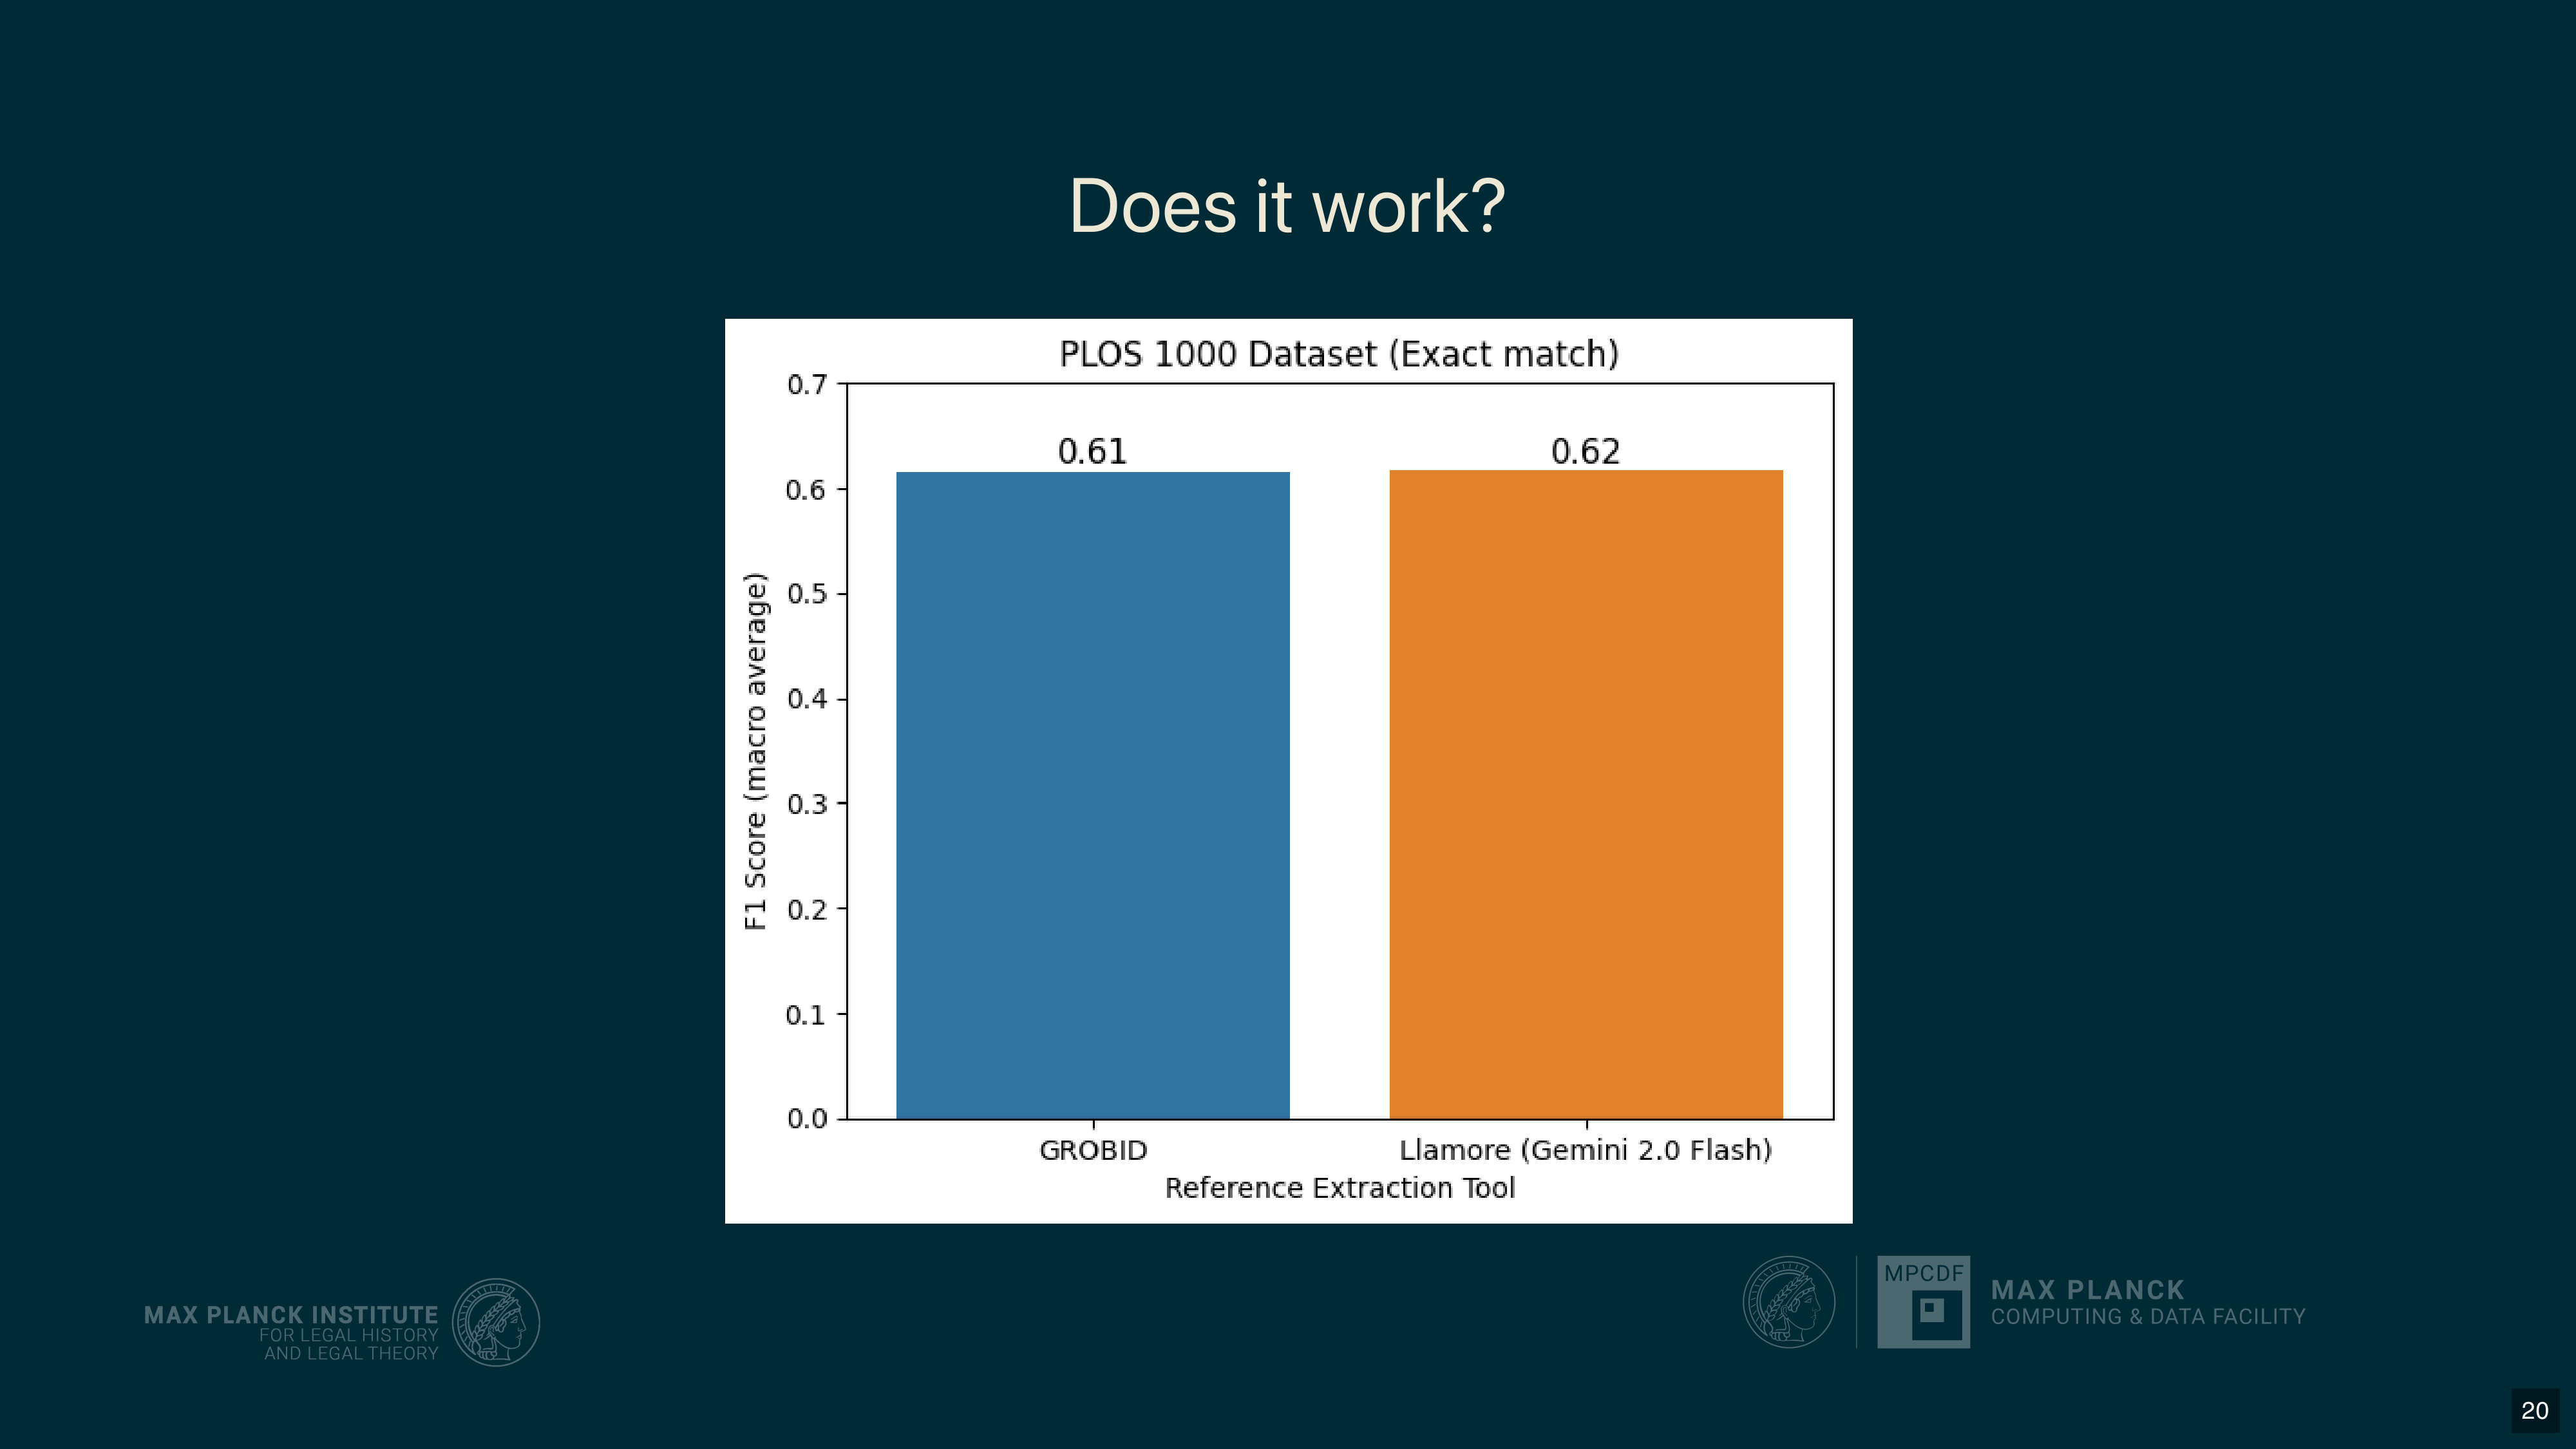 Does it work?
PLOS 1000 Dataset (Exact match)
F1 Score (macro average)
0.7
0.6
0.5
0.4
0.3
0.2
0.1
0.0
0.61
0.62
GROBID
Llamore (Gemini 2.0 Flash)
Reference Extraction Tool
MAX PLANCK INSTITUTE
FOR LEGAL HISTORY
AND LEGAL THEORY
MPCDF
MAX PLANCK
COMPUTING & DATA FACILITY
20